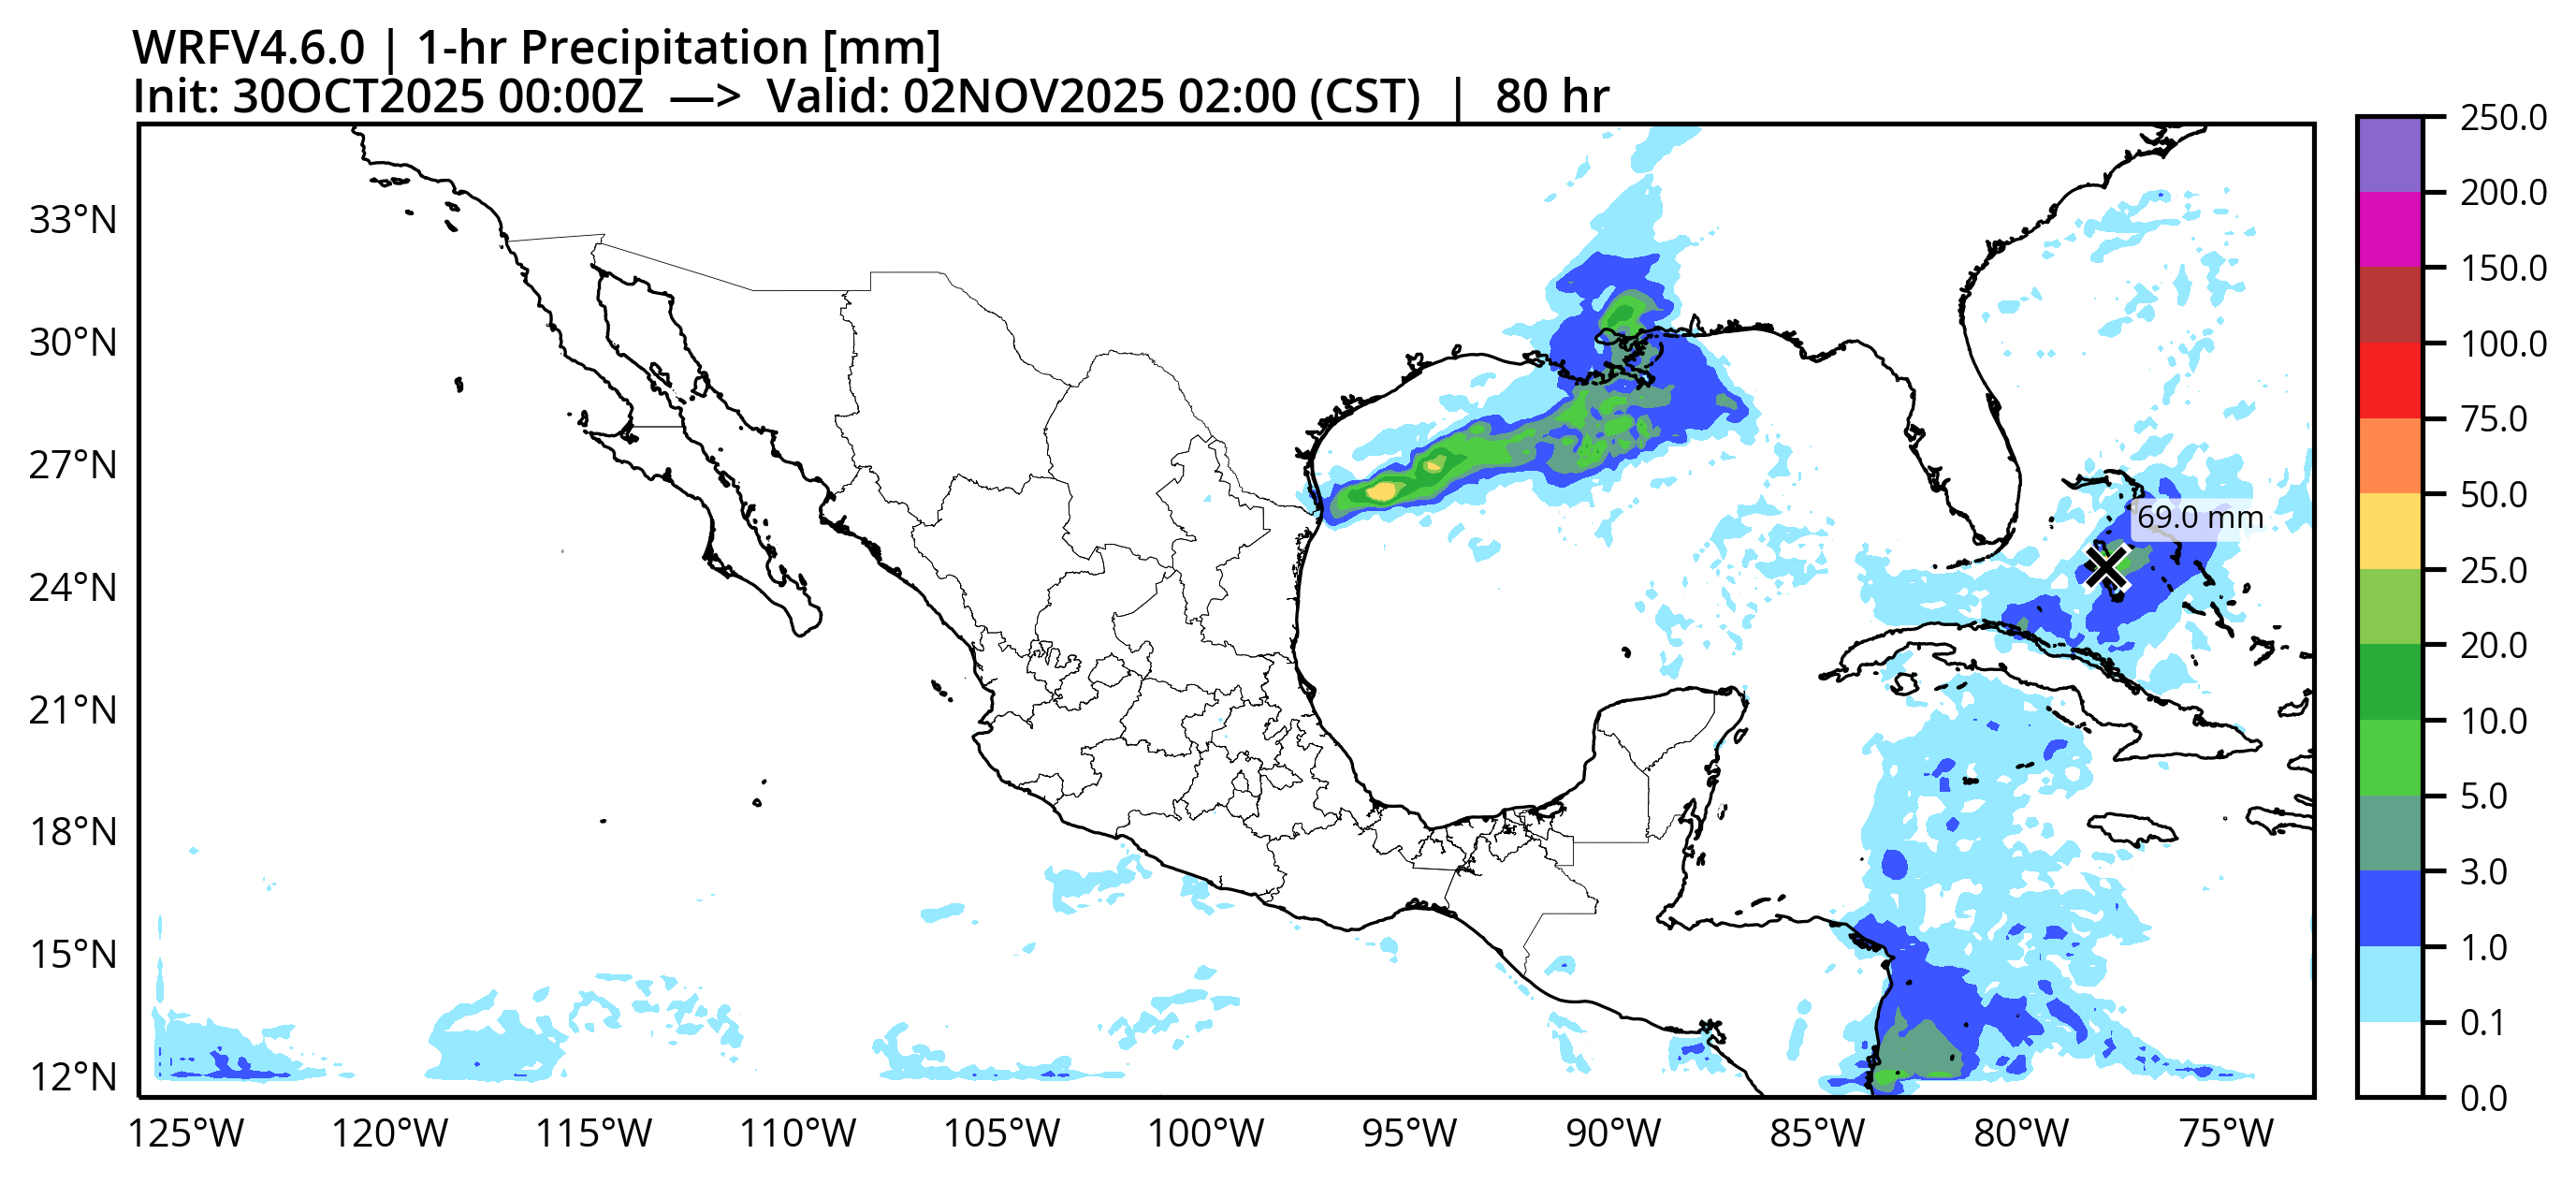 WRFV4.6.0 | 1-hr Precipitation [mm]
Init: 30OCT2025 00:00Z —> Valid: 02NOV2025 02:00 (CST) | 80 hr
33°N
30°N
27°N
24°N
21°N
18°N
15°N
12°N
69.0 mm
125°W 120°W 115°W 110°W 105°W 100°W 95°W 90°W 85°W 80°W 75°W
250.0
200.0
150.0
100.0
75.0
50.0
25.0
20.0
10.0
5.0
3.0
1.0
0.1
0.0